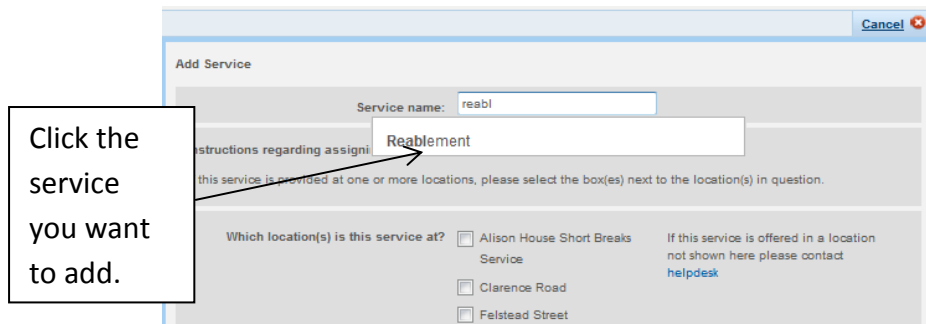 Cancel
Add Service
Service name:
reabl
Reablement
Click the
service
you want
to add.
structions regarding assigni
this service is provided at one or more locations, please select the box(es) next to the location(s) in question.
Which location(s) is this service at?
Alison House Short Breaks
Service
Clarence Road
Felstead Street
If this service is offered in a location
not shown here please contact
helpdesk